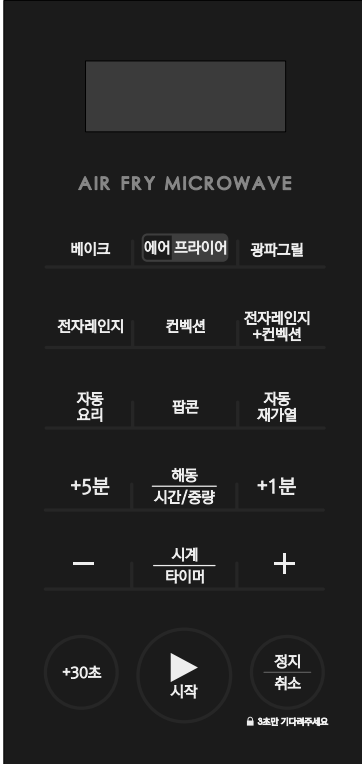 AIR FRY MICROWAVE
베이크
에어 프라이어
광파그릴
전자레인지
컨벡션
전자레인지
+컨벡션
자동
요리
팝콘
자동
재가열
+5분
해동
시간/중량
+1분
−
시계
타이머
+
+30초
시작
정지
취소
3초만 기다려주세요